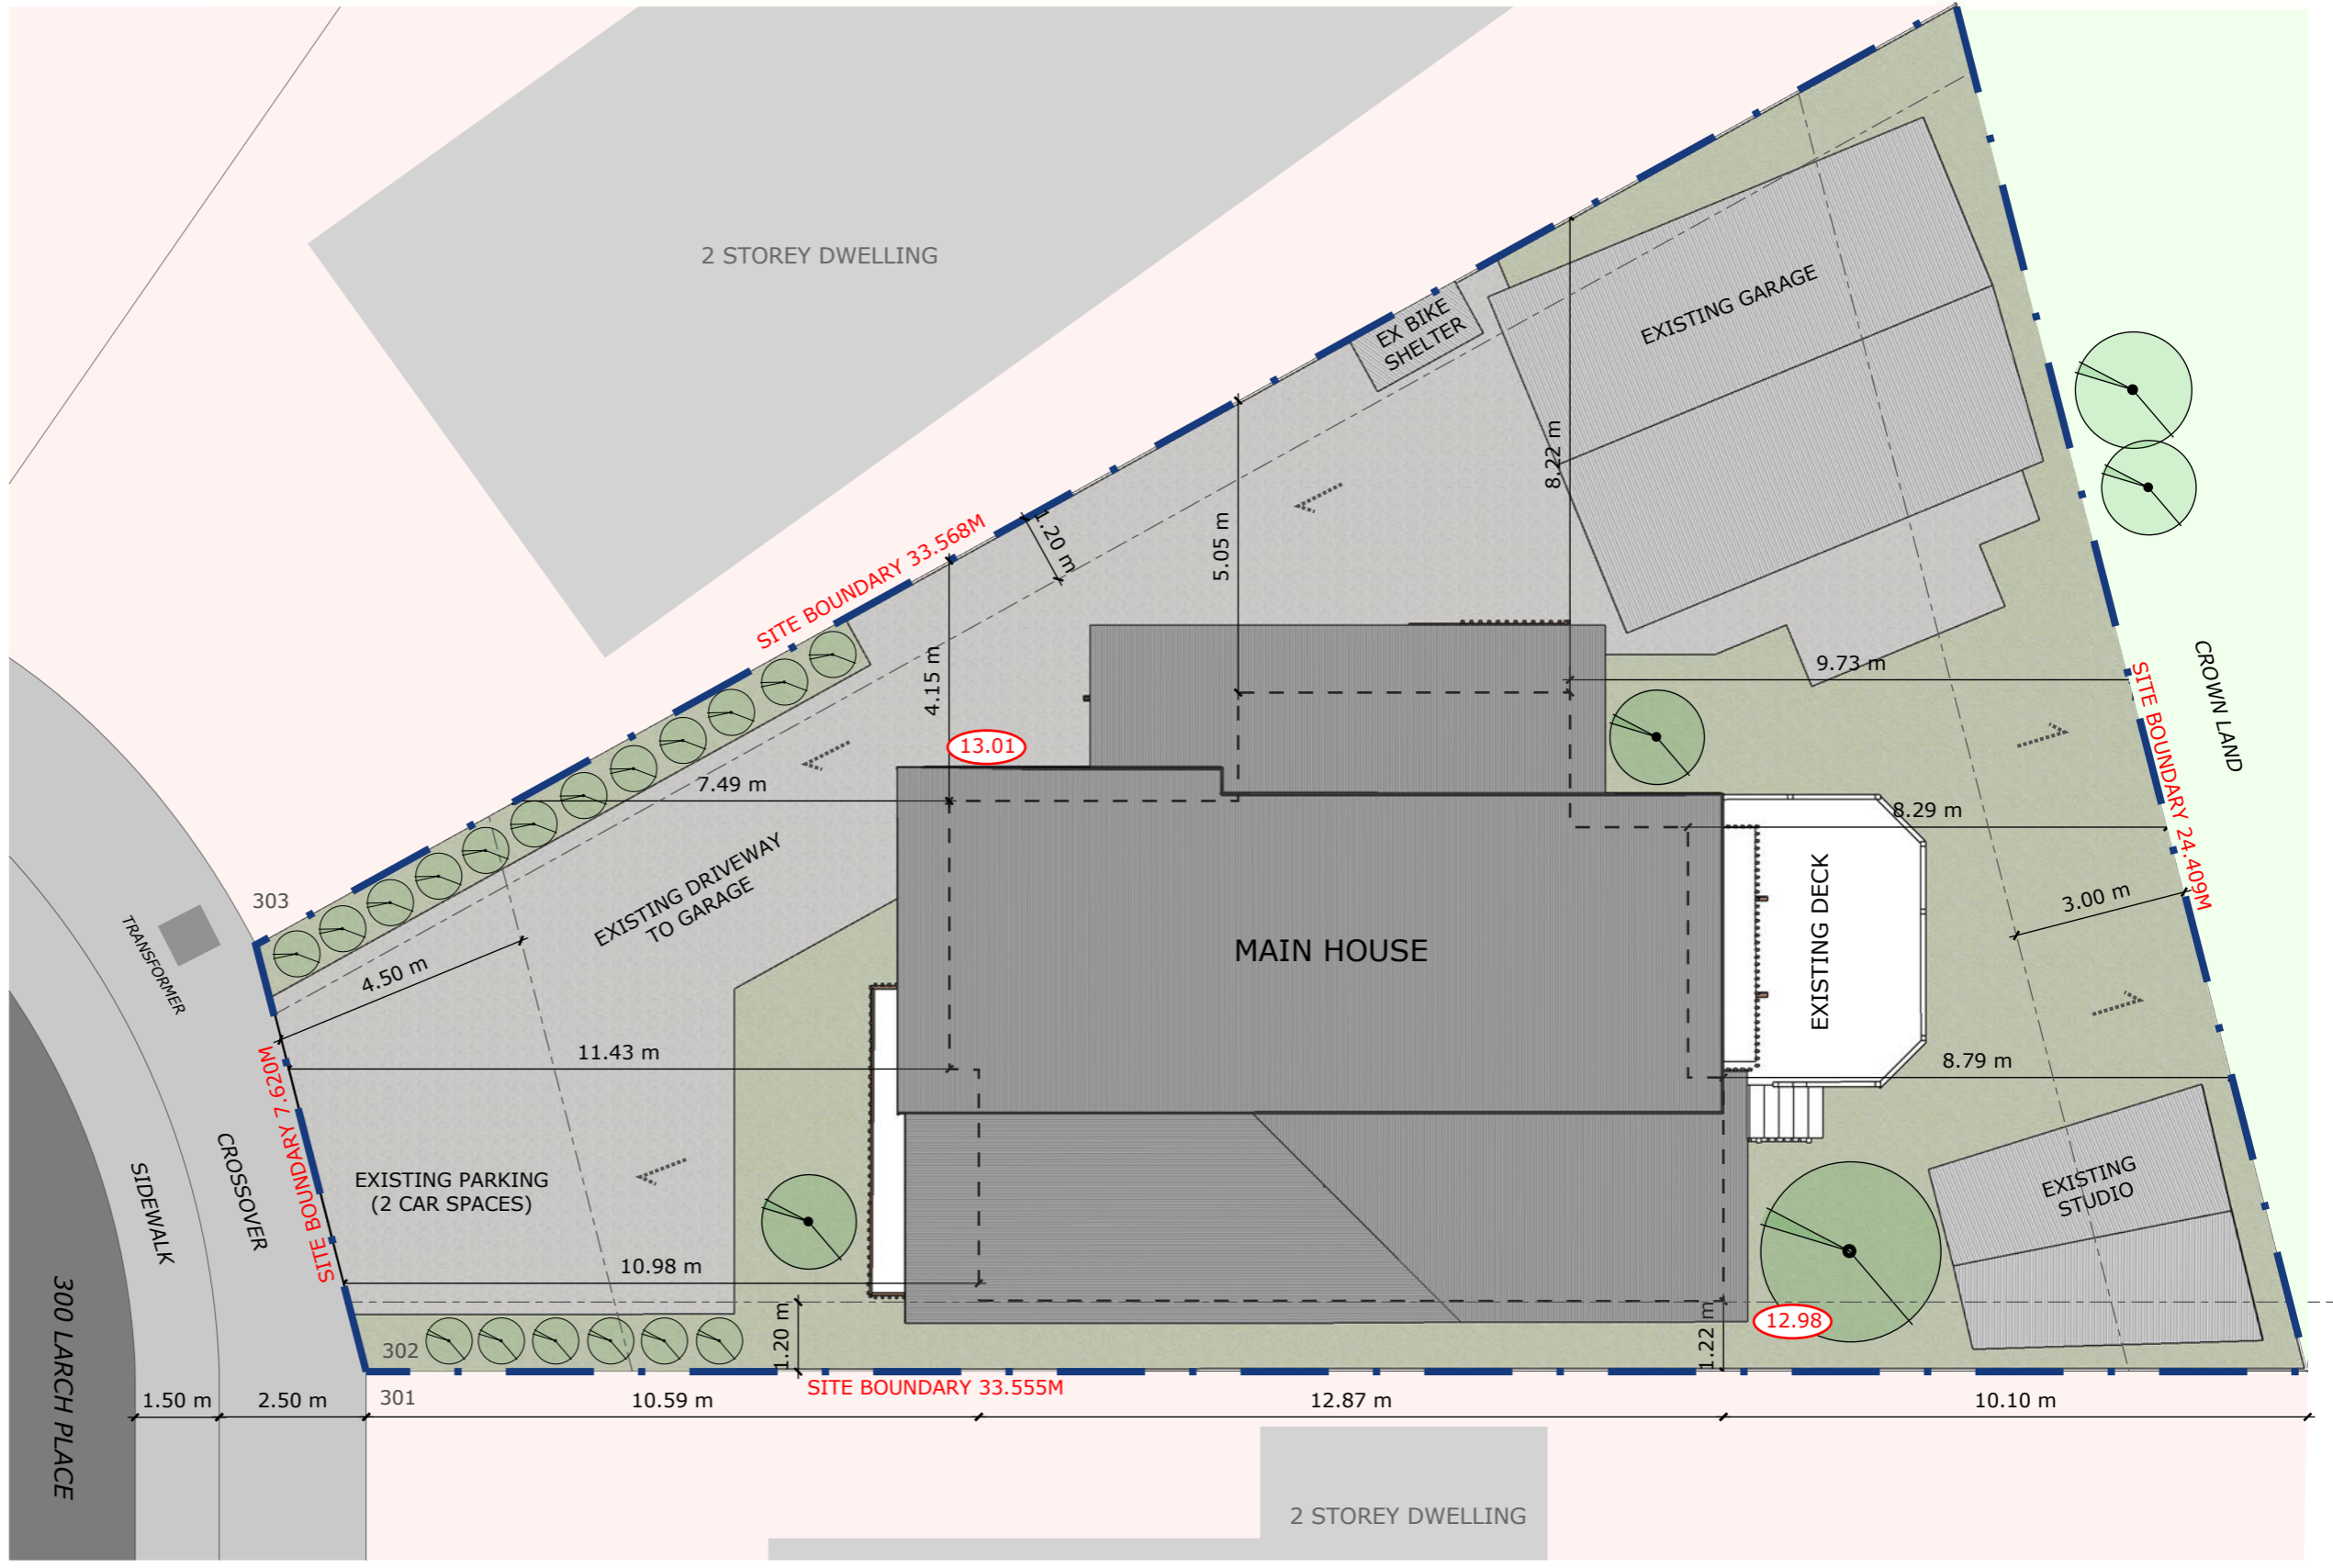 2 STOREY DWELLING
EX BIKE
SHELTER
EXISTING GARAGE
8.22 m
5.05 m
1.20 m
SITE BOUNDARY 33.568M
4.15 m
13.01
9.73 m
CROWN LAND
SITE BOUNDARY 24.409M
7.49 m
8.29 m
EXISTING DRIVEWAY
TO GARAGE
303
TRANSFORMER
4.50 m
MAIN HOUSE
EXISTING DECK
3.00 m
11.43 m
8.79 m
SITE BOUNDARY 7.620M
CROSSOVER
SIDEWALK
EXISTING PARKING
(2 CAR SPACES)
EXISTING
STUDIO
10.98 m
1.20 m
1.22 m
12.98
302
300 LARCH PLACE
SITE BOUNDARY 33.555M
1.50 m
2.50 m
301
10.59 m
12.87 m
10.10 m
2 STOREY DWELLING